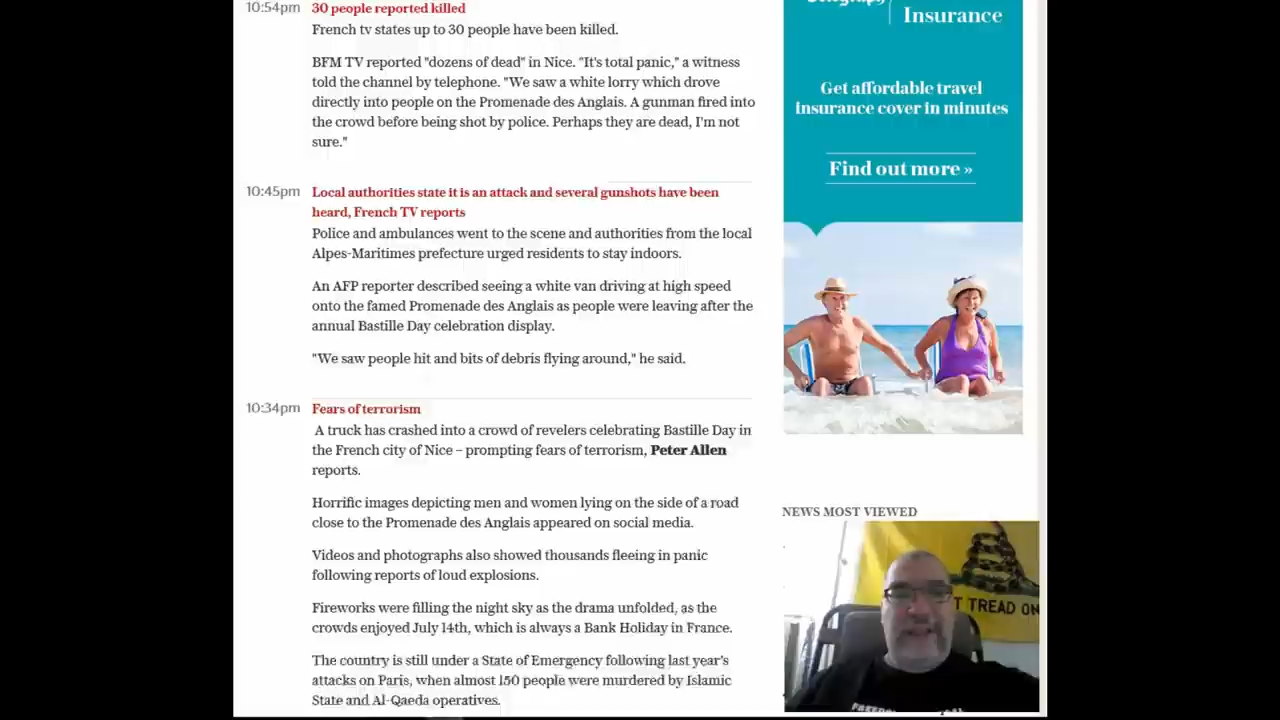 10:54pm
30 people reported killed
French tv states up to 30 people have been killed.
BFM TV reported "dozens of dead" in Nice. "It's total panic," a witness
told the channel by telephone. "We saw a white lorry which drove
directly into people on the Promenade des Anglais. A gunman fired into
the crowd before being shot by police. Perhaps they are dead, I'm not
sure."
10:45pm
Local authorities state it is an attack and several gunshots have been
heard, French TV reports
Police and ambulances went to the scene and authorities from the local
Alpes-Maritimes prefecture urged residents to stay indoors.
An AFP reporter described seeing a white van driving at high speed
onto the famed Promenade des Anglais as people were leaving after the
annual Bastille Day celebration display.
"We saw people hit and bits of debris flying around," he said.
10:34pm
Fears of terrorism
A truck has crashed into a crowd of revelers celebrating Bastille Day in
the French city of Nice – prompting fears of terrorism, Peter Allen
reports.
Horrific images depicting men and women lying on the side of a road
close to the Promenade des Anglais appeared on social media.
Videos and photographs also showed thousands fleeing in panic
following reports of loud explosions.
Fireworks were filling the night sky as the drama unfolded, as the
crowds enjoyed July 14th, which is always a Bank Holiday in France.
The country is still under a State of Emergency following last year's
attacks on Paris, when almost 150 people were murdered by Islamic
State and Al-Qaeda operatives.
Insurance
Get affordable travel
insurance cover in minutes
Find out more »
NEWS MOST VIEWED
T TREAD ON